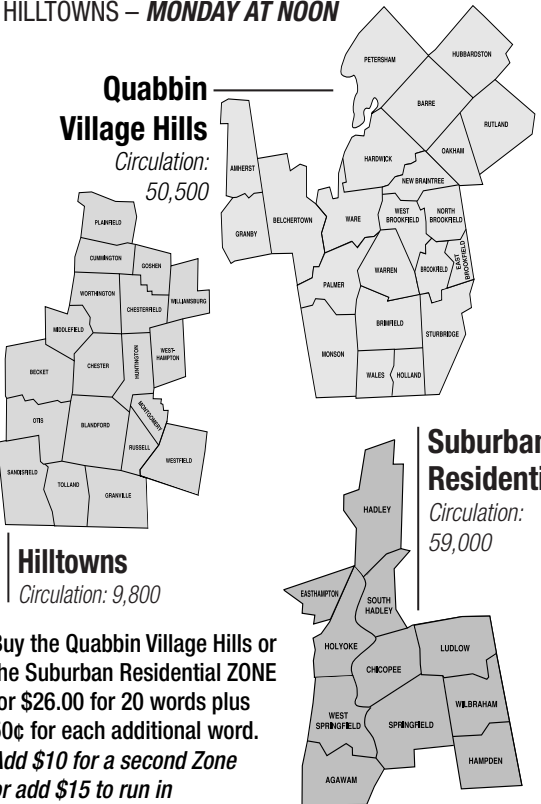 HILLTOWNS – MONDAY AT NOON
Quabbin
Village Hills
Circulation:
50,500
PETERSHAM
HUBBARDSTON
BARRE
RUTLAND
HARDWICK
OAKHAM
NEW BRAINTREE
AMHERST
BELCHERTOWN
GRANBY
WARE
WEST
BROOKFIELD
NORTH
BROOKFIELD
PALMER
WARREN
BROOKFIELD
EAST
BROOKFIELD
BRIMFIELD
STURBRIDGE
MONSON
WALES
HOLLAND
PLAINFIELD
CUMMINGTON
GOSHEN
WORTHINGTON
CHESTERFIELD
WILLIAMSBURG
MIDDLEFIELD
BECKET
CHESTER
HUNTINGTON
WEST-
HAMPTON
OTIS
BLANDFORD
MONTGOMERY
RUSSELL
WESTFIELD
SANDISFIELD
TOLLAND
GRANVILLE
Hilltowns
Circulation: 9,800
Suburban
Residenti
Circulation:
59,000
HADLEY
EASTHAMPTON
SOUTH
HADLEY
HOLYOKE
CHICOPEE
LUDLOW
WEST
SPRINGFIELD
SPRINGFIELD
WILBRAHAM
AGAWAM
HAMPDEN
Buy the Quabbin Village Hills or
the Suburban Residential ZONE
for $26.00 for 20 words plus
50¢ for each additional word.
Add $10 for a second Zone
or add $15 to run in